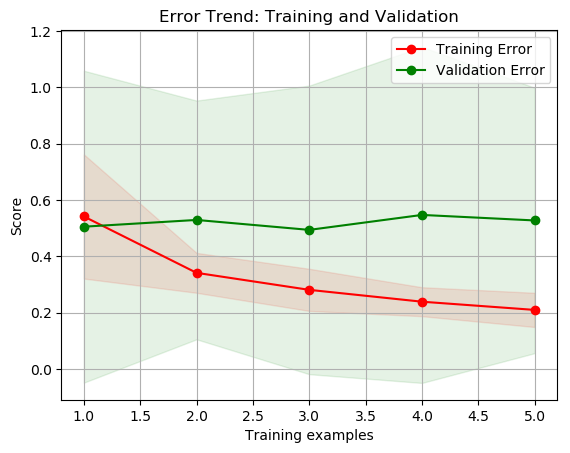 Error Trend: Training and Validation
1.2
1.0
0.8
0.6
0.4
0.2
0.0
Score
Training Error
Validation Error
1.0 1.5 2.0 2.5 3.0 3.5 4.0 4.5 5.0
Training examples